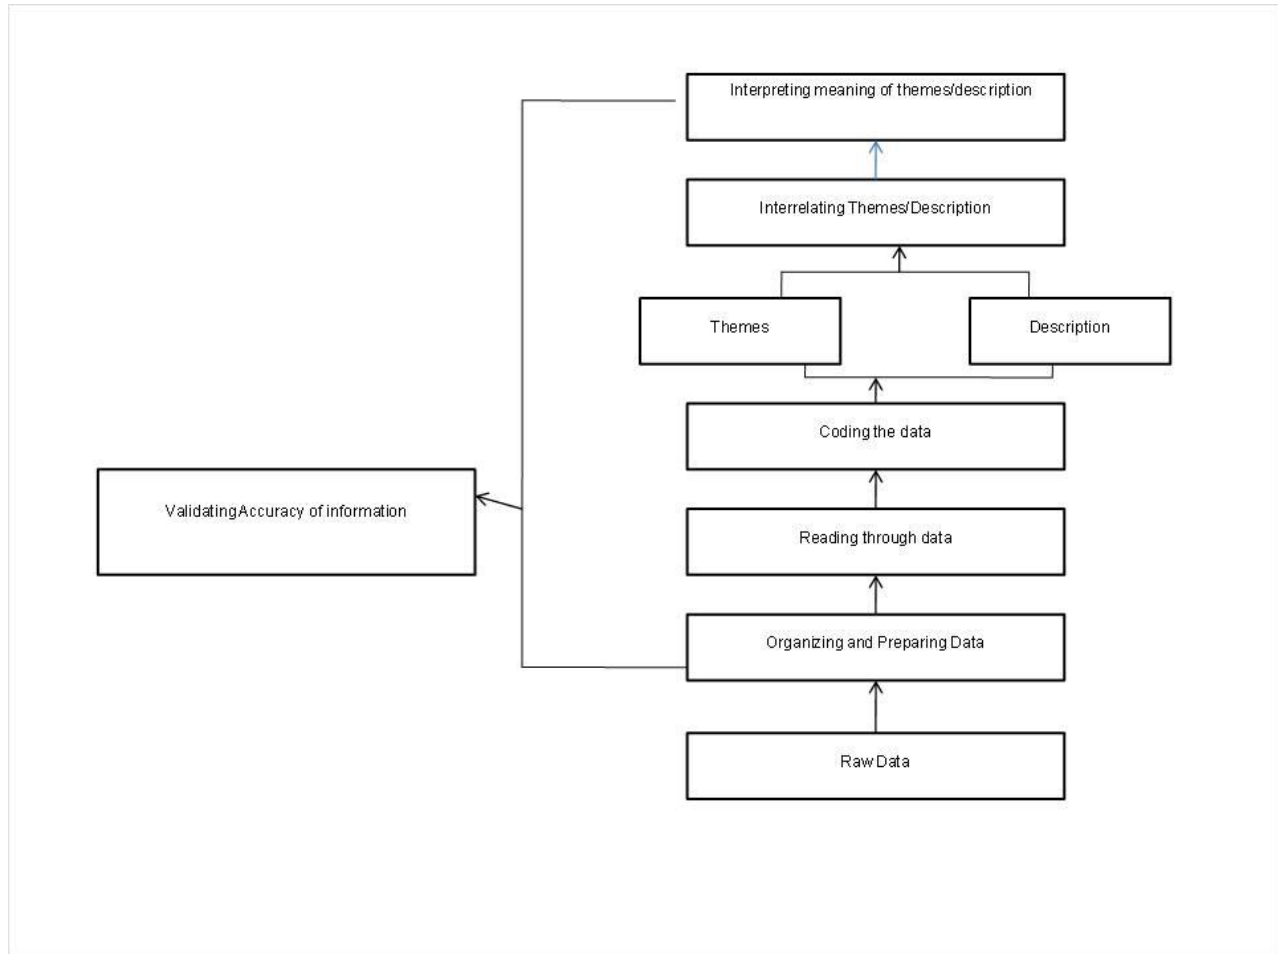 Interpreting meaning of themes/description
Interrelating Themes/Description
Themes
Description
Coding the data
Validating Accuracy of information
Reading through data
Organizing and Preparing Data
Raw Data